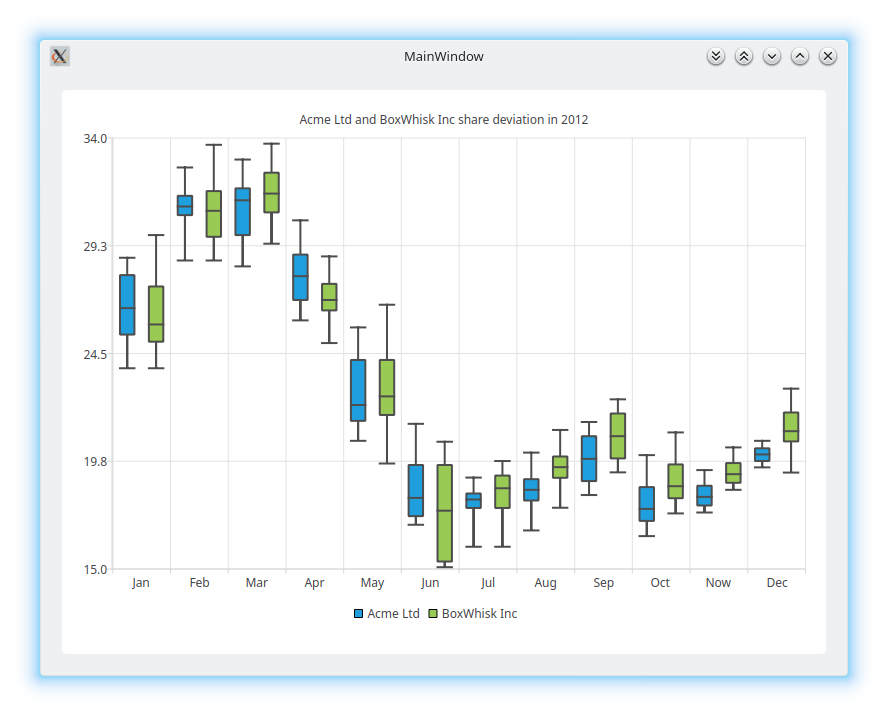 MainWindow
Acme Ltd and BoxWhisk Inc share deviation in 2012
34.0
29.3
24.5
19.8
15.0
Jan Feb Mar Apr May Jun Jul Aug Sep Oct Now Dec
Acme Ltd BoxWhisk Inc